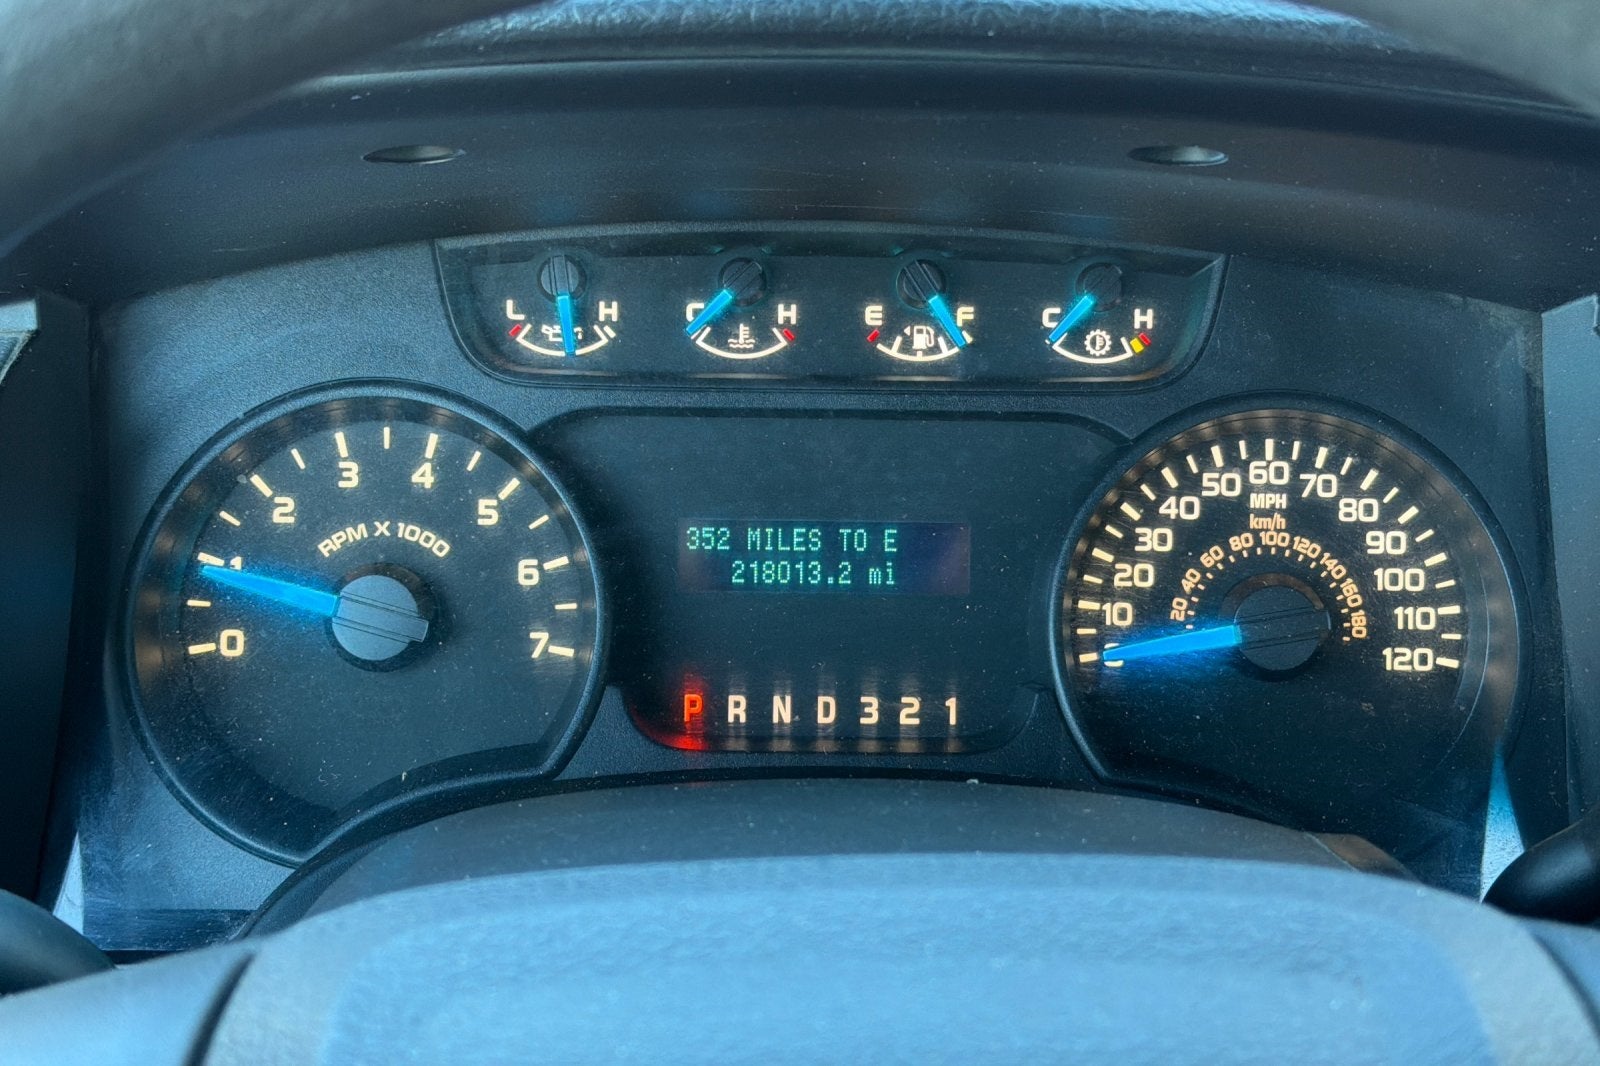 L H
C H
E F
C H
0 1 2 3 4 5 6 7
RPM X 1000
352 MILES TO E
218013.2 mi
P R N D 3 2 1
0 10 20 30 40 50 60 70 80 90 100 110 120
MPH
km/h
20 40 60 80 100 120 140 160 180